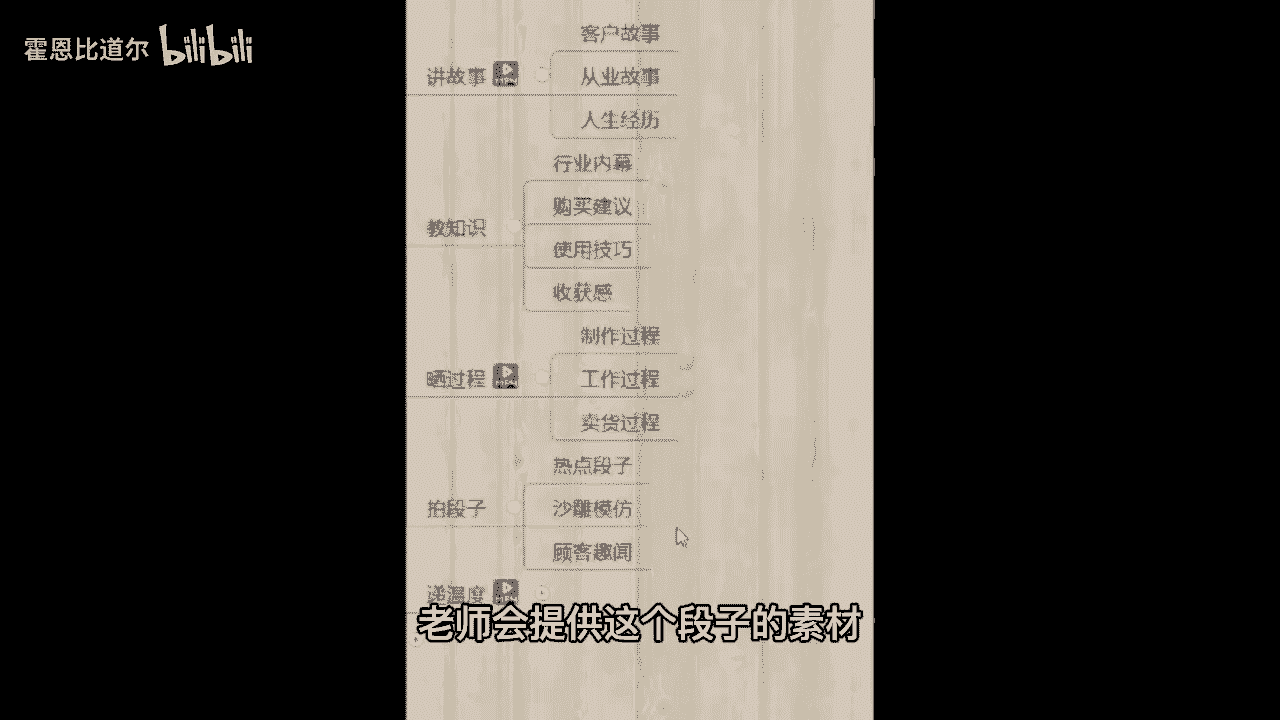 霍恩比道尔 bilibili
客户故事
讲故事
从业故事
人生经历
行业内幕
购买建议
教知识
使用技巧
收获感
制作过程
晒过程
工作过程
卖货过程
热点段子
拍段子
沙雕模仿
顾客趣闻
递温度
老师会提供这个段子的素材